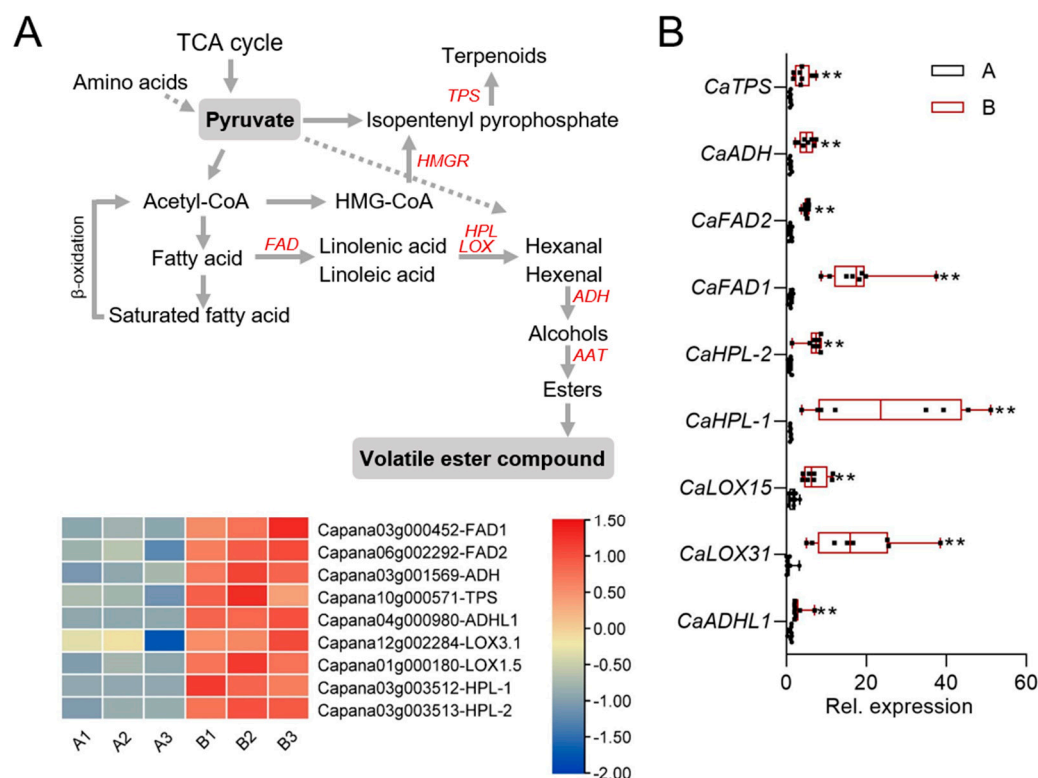 A
TCA cycle
Terpenoids
Amino acids
TPS
Pyruvate
Isopentenyl pyrophosphate
HMGR
Acetyl-CoA
HMG-CoA
β-oxidation
Fatty acid
FAD
Linolenic acid
Linoleic acid
HPL
LOX
Hexanal
Hexenal
Saturated fatty acid
ADH
Alcohols
AAT
Esters
Volatile ester compound
Capana03g000452-FAD1
Capana06g002292-FAD2
Capana03g001569-ADH
Capana10g000571-TPS
Capana04g000980-ADHL1
Capana12g002284-LOX3.1
Capana01g000180-LOX1.5
Capana03g003512-HPL-1
Capana03g003513-HPL-2
A1 A2 A3 B1 B2 B3
1.50
1.00
0.50
0.00
-0.50
-1.00
-1.50
-2.00
B
A
B
CaTPS **
CaADH **
CaFAD2 **
CaFAD1 **
CaHPL-2 **
CaHPL-1 **
CaLOX15 **
CaLOX31 **
CaADHL1 **
0 20 40 60
Rel. expression